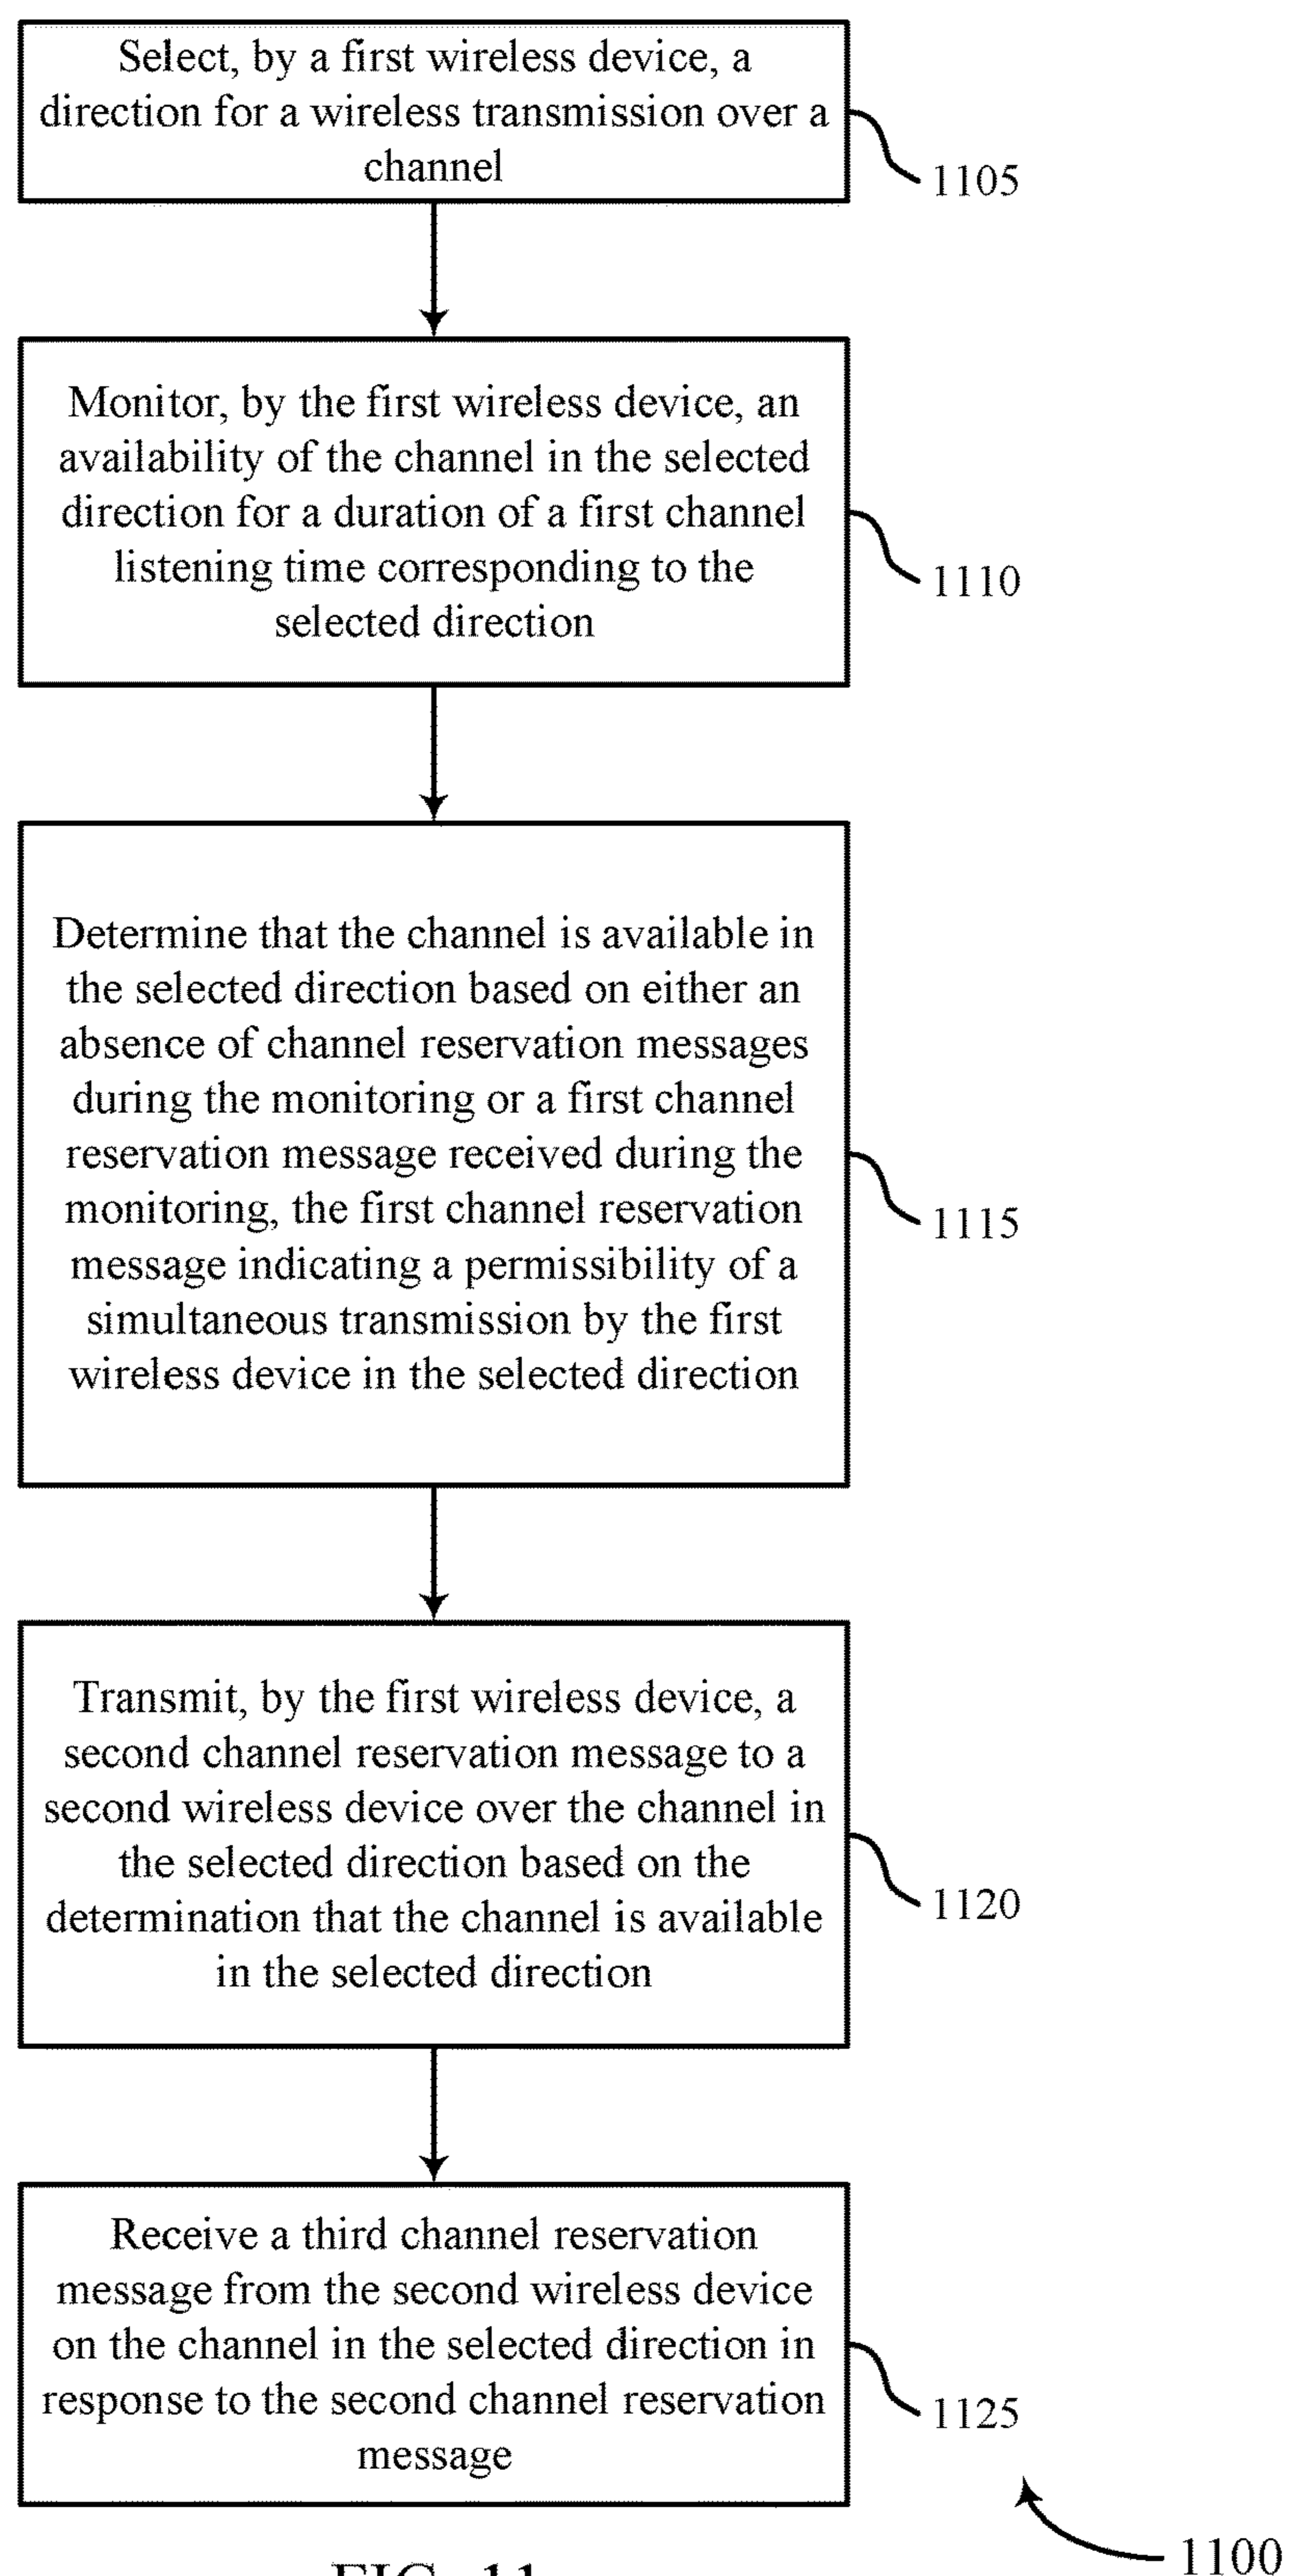 Select, by a first wireless device, a
direction for a wireless transmission over a
channel
1105
Monitor, by the first wireless device, an
availability of the channel in the selected
direction for a duration of a first channel
listening time corresponding to the
selected direction
1110
Determine that the channel is available in
the selected direction based on either an
absence of channel reservation messages
during the monitoring or a first channel
reservation message received during the
monitoring, the first channel reservation
message indicating a permissibility of a
simultaneous transmission by the first
wireless device in the selected direction
1115
Transmit, by the first wireless device, a
second channel reservation message to a
second wireless device over the channel in
the selected direction based on the
determination that the channel is available
in the selected direction
1120
Receive a third channel reservation
message from the second wireless device
on the channel in the selected direction in
response to the second channel reservation
message
1125
1100
FIG. 11